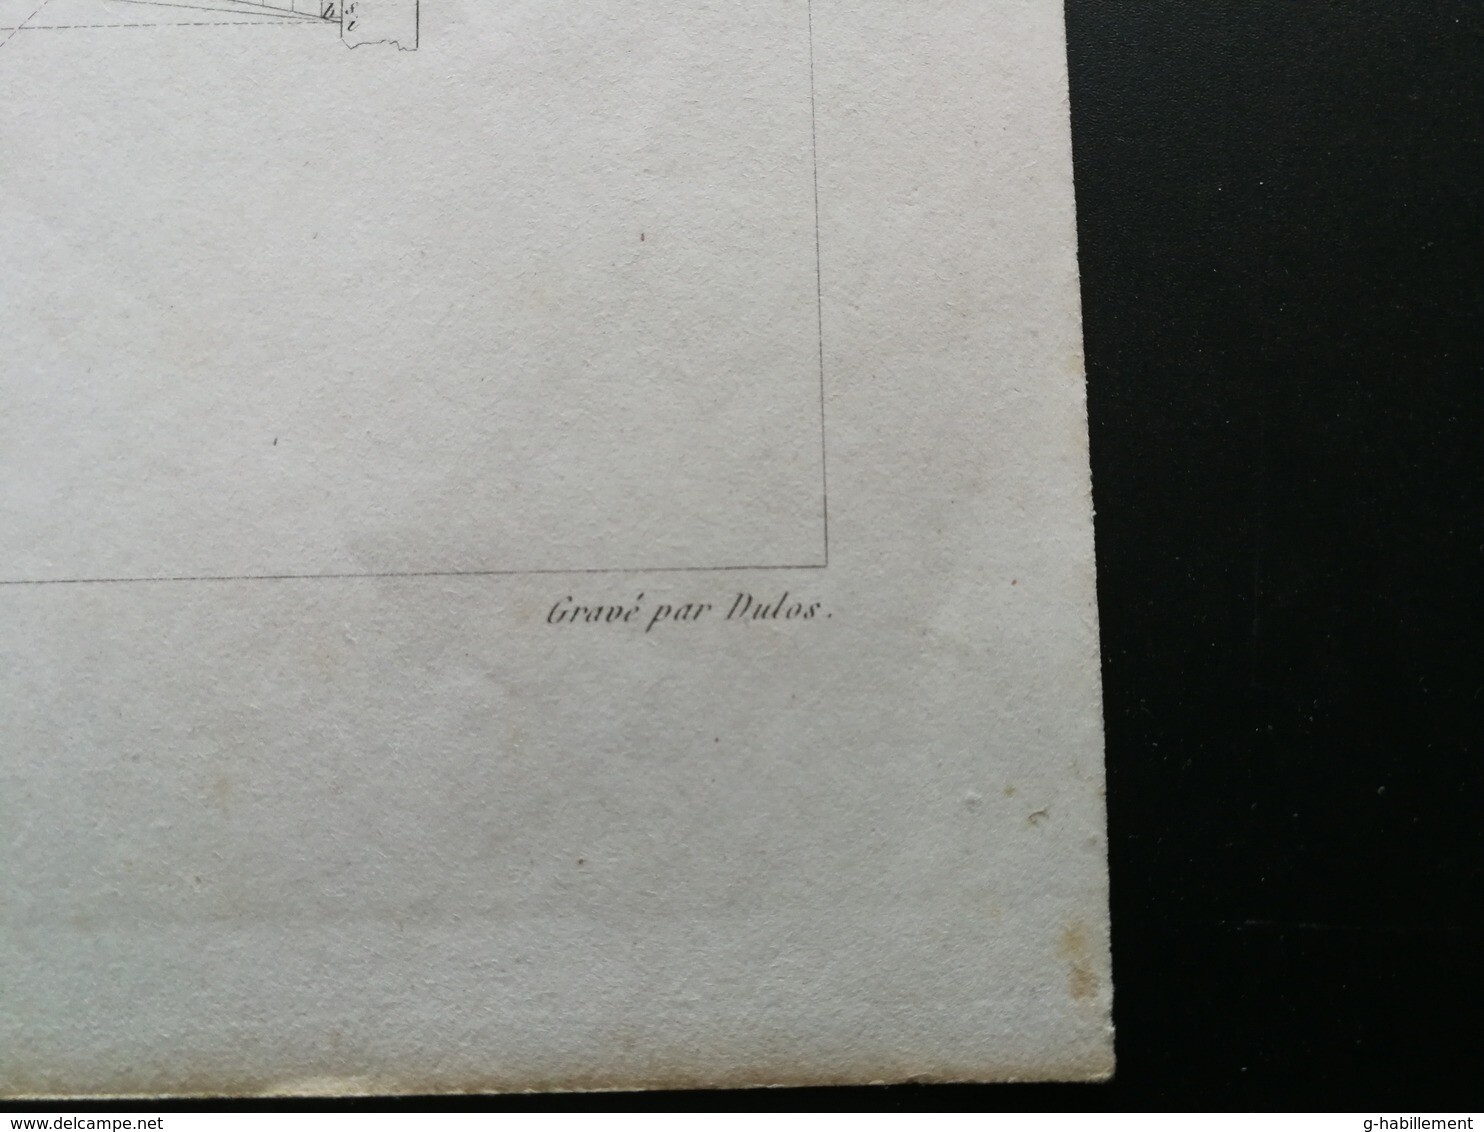 h s
i
Gravé par Dulos.
www.delcampe.net
g-habillement